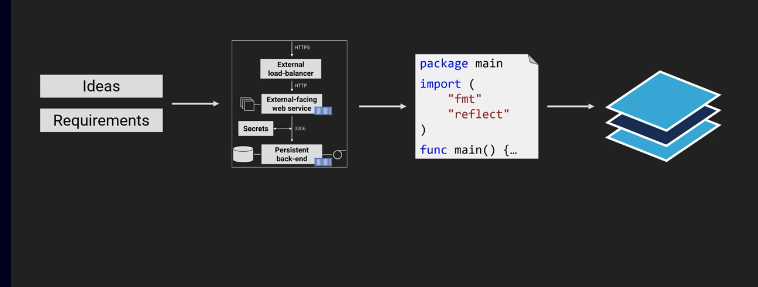 Ideas
Requirements
HTTPS
External
load-balancer
HTTP
External-facing
web service
Secrets
3306
Persistent
back-end
package main
import (
"fmt"
"reflect"
)
func main() {…